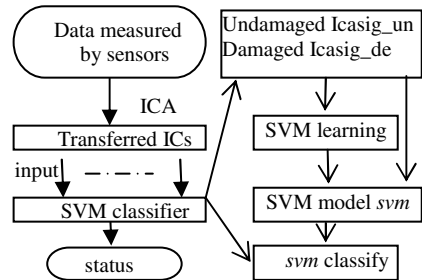 Data measured
by sensors
ICA
Transferred ICs
input
SVM classifier
status
Undamaged Icasig_un
Damaged Icasig_de
SVM learning
SVM model svm
svm classify